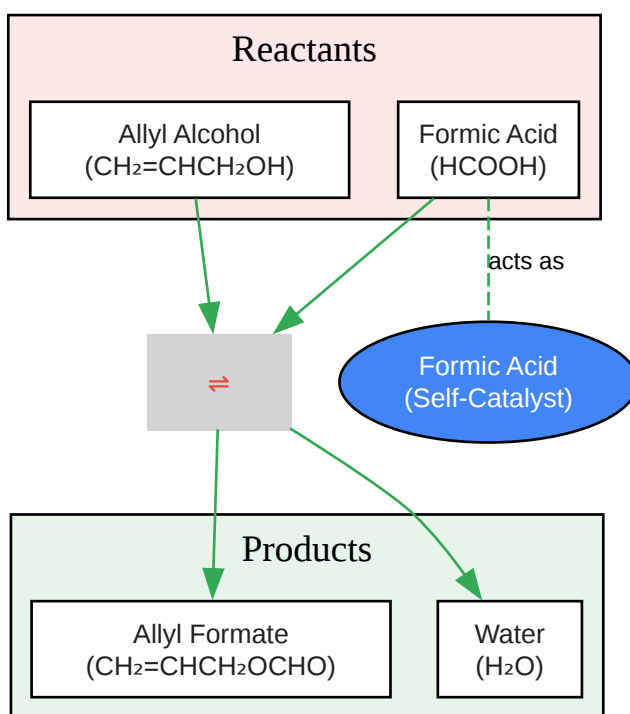 Reactants
Allyl Alcohol
(CH₂=CHCH₂OH)
Formic Acid
(HCOOH)
acts as
⇌
Formic Acid
(Self-Catalyst)
Products
Allyl Formate
(CH₂=CHCH₂OCHO)
Water
(H₂O)